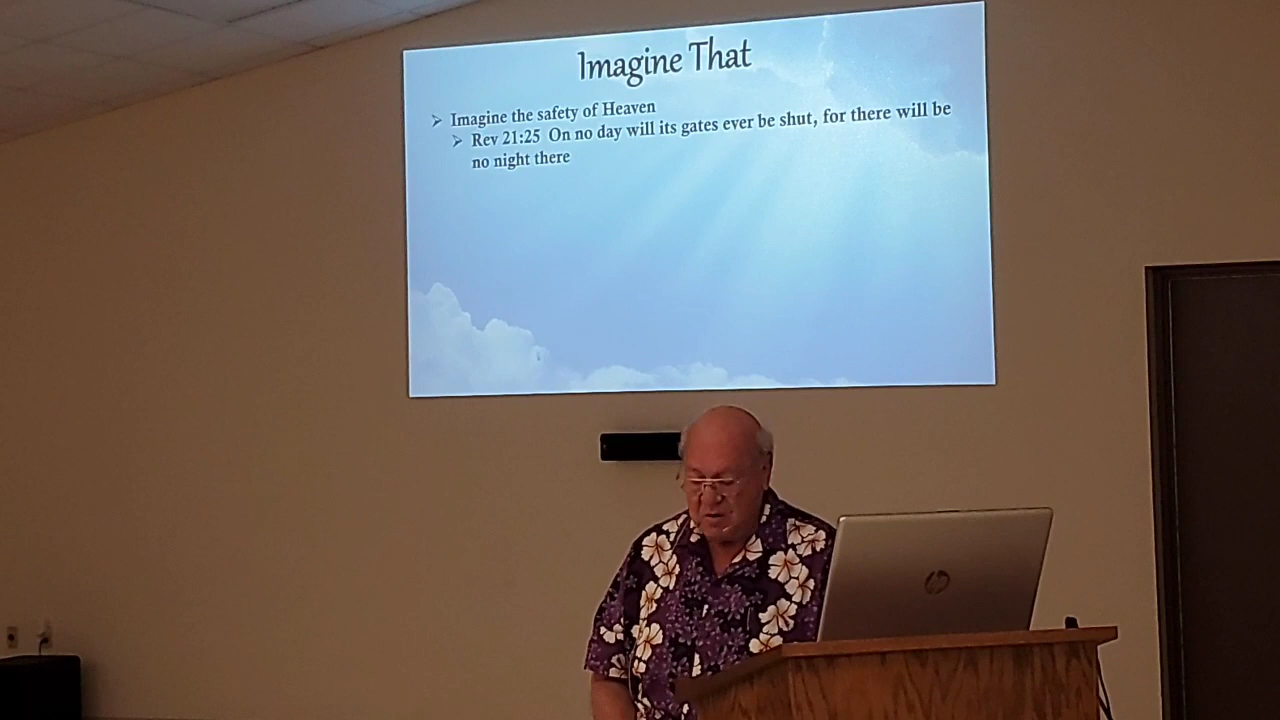 Imagine That
➢ Imagine the safety of Heaven
➢ Rev 21:25 On no day will its gates ever be shut, for there will be
no night there
hp